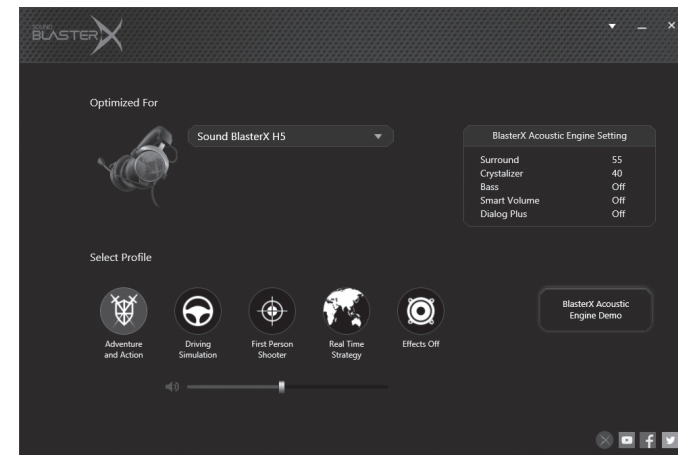 SOUND
BLASTERX
Optimized For
Sound BlasterX H5
BlasterX Acoustic Engine Setting
Surround 55
Crystalizer 40
Bass Off
Smart Volume Off
Dialog Plus Off
Select Profile
Adventure
and Action
Driving
Simulation
First Person
Shooter
Real Time
Strategy
Effects Off
BlasterX Acoustic
Engine Demo